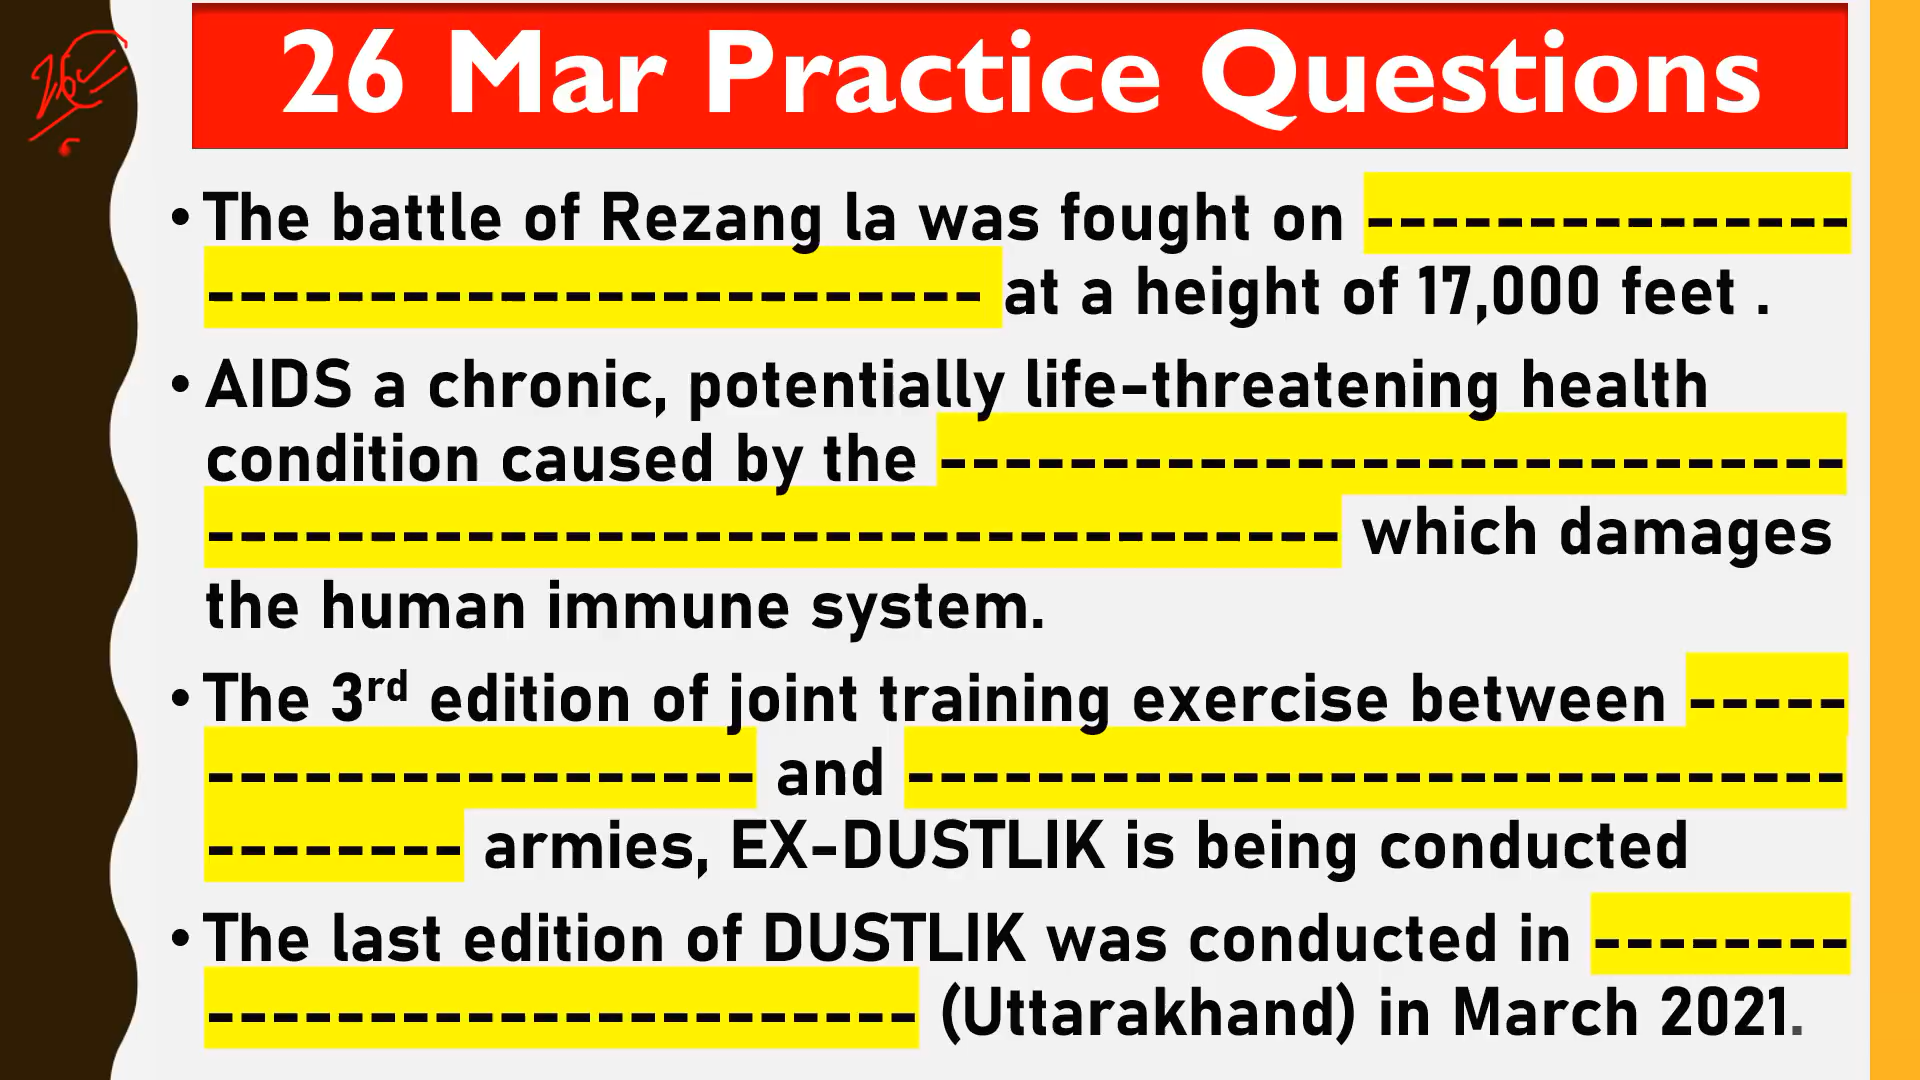 26
26 Mar Practice Questions
• The battle of Rezang la was fought on ---------------
------------------------ at a height of 17,000 feet .
• AIDS a chronic, potentially life-threatening health
condition caused by the ----------------------------
----------------------------------- which damages
the human immune system.
• The 3rd edition of joint training exercise between -----
----------------- and -----------------------------
-------- armies, EX-DUSTLIK is being conducted
• The last edition of DUSTLIK was conducted in --------
---------------------- (Uttarakhand) in March 2021.